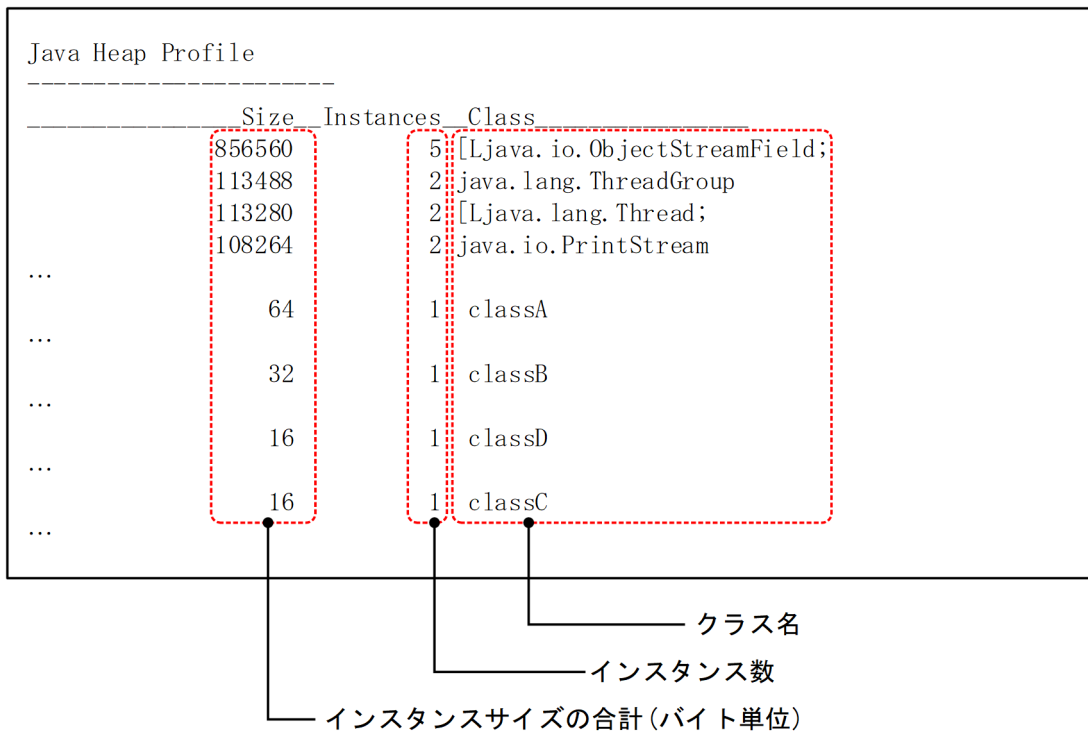 Java Heap Profile
-----------------------
________________Size__Instances__Class________________
856560 5 [Ljava.io.ObjectStreamField;
113488 2 java.lang.ThreadGroup
113280 2 [Ljava.lang.Thread;
108264 2 java.io.PrintStream
...
64 1 classA
...
32 1 classB
...
16 1 classD
...
16 1 classC
...
クラス名
インスタンス数
インスタンスサイズの合計(バイト単位)